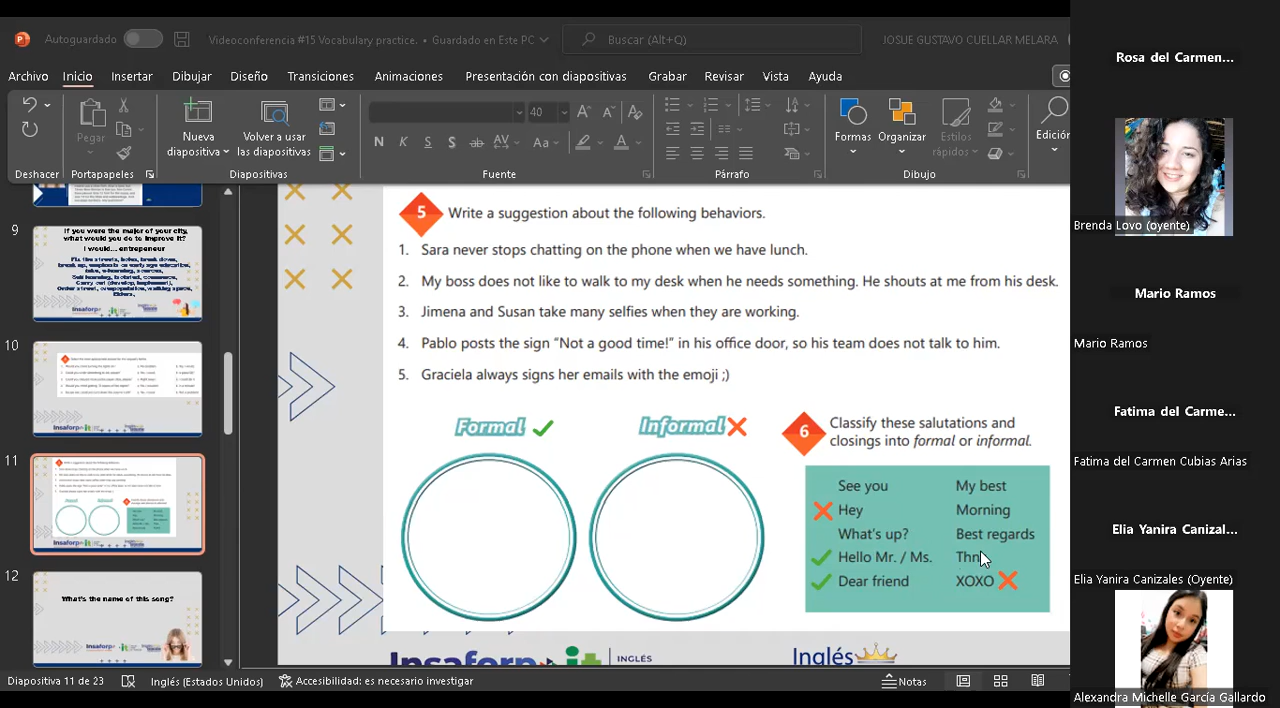 Autoguardado
Videoconferencia #15 Vocabulary practice. • Guardado en Este PC
Buscar (Alt+Q)
JOSUE GUSTAVO CUELLAR MELARA
Archivo Inicio Insertar Dibujar Diseño Transiciones Animaciones Presentación con diapositivas Grabar Revisar Vista Ayuda
Pegar
Nueva diapositiva
Volver a usar las diapositivas
40
N K S S ab AV Aa A
Formas
Organizar
Estilos rápidos
Edición
Deshacer Portapapeles Diapositivas Fuente Párrafo Dibujo
9
If you were the major of your city,
what would you do to improve it?
I would... entrepeneur
10
11
12
What's the name of this song?
5 Write a suggestion about the following behaviors.
1. Sara never stops chatting on the phone when we have lunch.
2. My boss does not like to walk to my desk when he needs something. He shouts at me from his desk.
3. Jimena and Susan take many selfies when they are working.
4. Pablo posts the sign “Not a good time!” in his office door, so his team does not talk to him.
5. Graciela always signs her emails with the emoji ;)
Formal
Informal
6 Classify these salutations and
closings into formal or informal.
See you My best
Hey Morning
What's up? Best regards
Hello Mr. / Ms. Thn
Dear friend XOXO
Insaforp it INGLÉS
Inglés
Diapositiva 11 de 23
Inglés (Estados Unidos)
Accesibilidad: es necesario investigar
Notas
Rosa del Carmen...
Brenda Lovo (oyente)
Mario Ramos
Mario Ramos
Fatima del Carme...
Fatima del Carmen Cubias Arias
Elia Yanira Canizal...
Elia Yanira Canizales (Oyente)
Alexandra Michelle García Gallardo